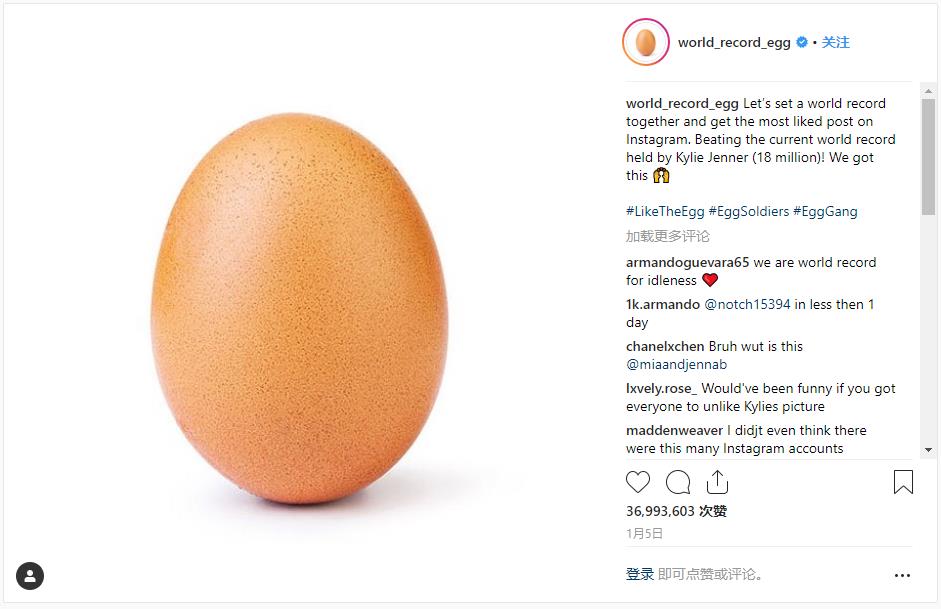 world_record_egg • 关注
world_record_egg Let's set a world record
together and get the most liked post on
Instagram. Beating the current world record
held by Kylie Jenner (18 million)! We got
this 🙌
#LikeTheEgg #EggSoldiers #EggGang
加载更多评论
armandoguevara65 we are world record
for idleness ❤️
1k.armando @notch15394 in less then 1
day
chanelxchen Bruh wut is this
@miaandjennab
lxvely.rose_ Would've been funny if you got
everyone to unlike Kylies picture
maddenweaver I didjt even think there
were this many Instagram accounts
36,993,603 次赞
1月5日
登录 即可点赞或评论。